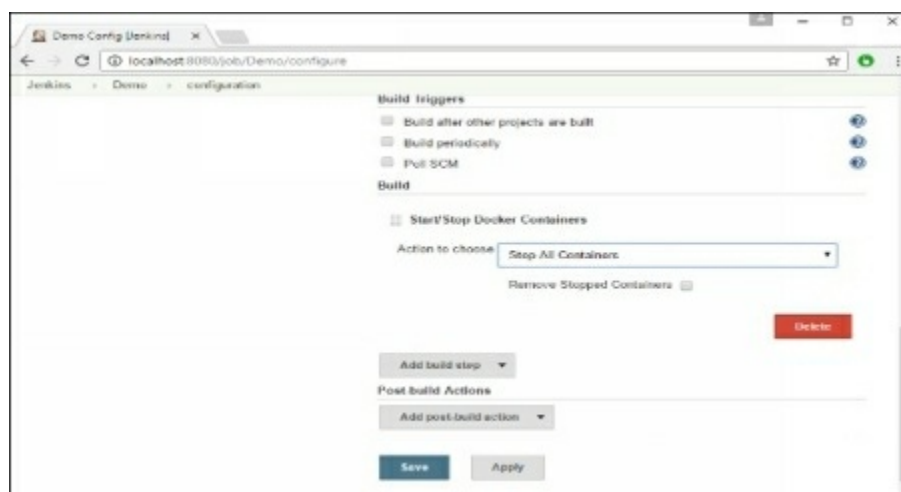 Demo Config [Jenkins]
localhost:8080/job/Demo/configure
Jenkins › Demo › configuration
Build Triggers
Build after other projects are built
Build periodically
Poll SCM
Build
Start/Stop Docker Containers
Action to choose Stop All Containers
Remove Stopped Containers
Delete
Add build step
Post-build Actions
Add post-build action
Save Apply